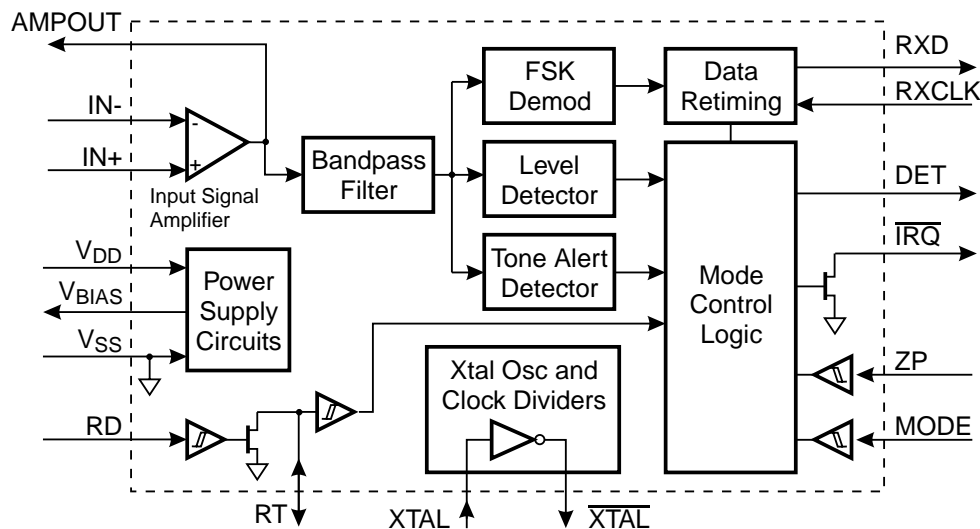 AMPOUT
IN-
IN+
-
+
Input Signal
Amplifier
Bandpass
Filter
FSK
Demod
Data
Retiming
RXD
RXCLK
Level
Detector
Tone Alert
Detector
Mode
Control
Logic
DET
IRQ
ZP
MODE
VDD
VBIAS
VSS
Power
Supply
Circuits
RD
RT
Xtal Osc and
Clock Dividers
XTAL
XTAL